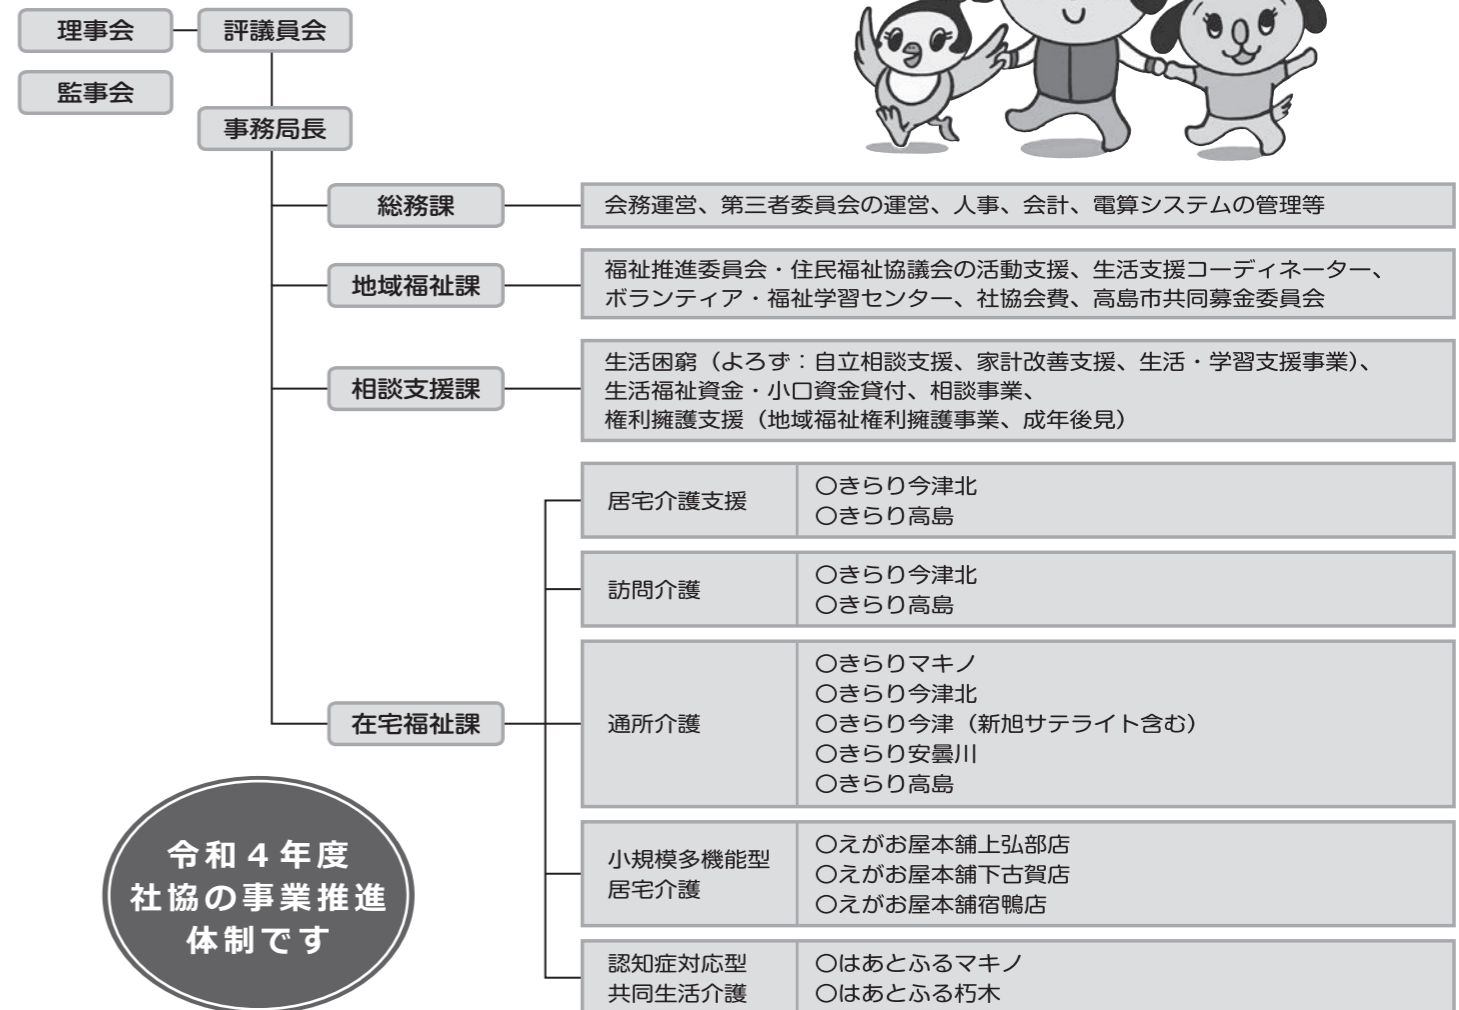 理事会
評議員会
監事会
事務局長
総務課
会務運営、第三者委員会の運営、人事、会計、電算システムの管理等
地域福祉課
福祉推進委員会・住民福祉協議会の活動支援、生活支援コーディネーター、
ボランティア・福祉学習センター、社協会費、高島市共同募金委員会
相談支援課
生活困窮（よろず：自立相談支援、家計改善支援、生活・学習支援事業）、
生活福祉資金・小口資金貸付、相談事業、
権利擁護支援（地域福祉権利擁護事業、成年後見）
在宅福祉課
居宅介護支援
○きらり今津北
○きらり高島
訪問介護
○きらり今津北
○きらり高島
通所介護
○きらりマキノ
○きらり今津北
○きらり今津（新旭サテライト含む）
○きらり安曇川
○きらり高島
小規模多機能型
居宅介護
○えがお屋本舗上弘部店
○えがお屋本舗下古賀店
○えがお屋本舗宿鴨店
認知症対応型
共同生活介護
○はあとふるマキノ
○はあとふる朽木
令和４年度
社協の事業推進
体制です